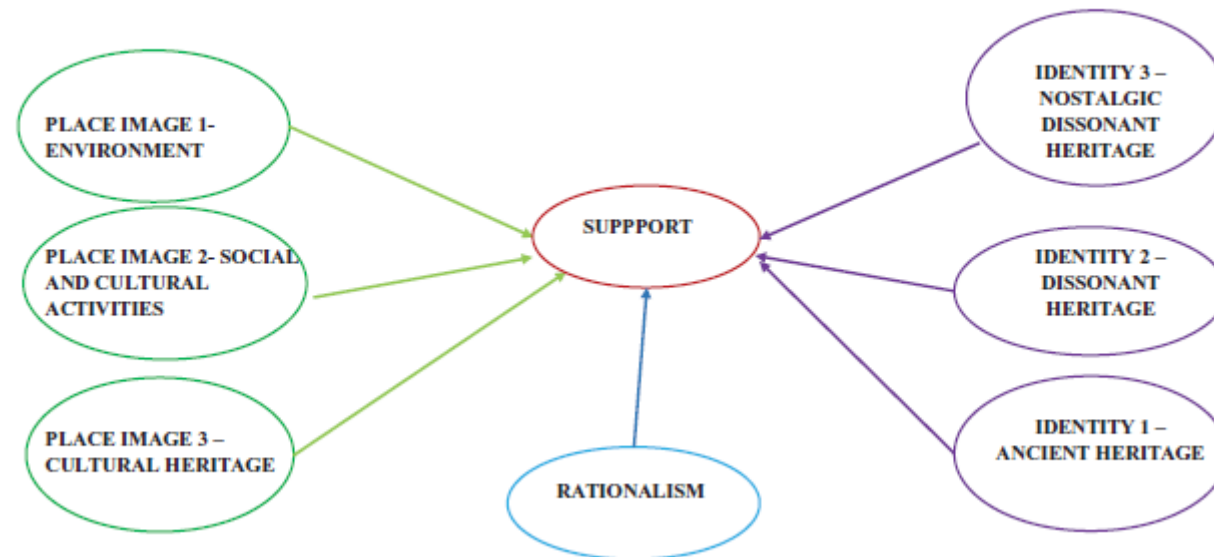 PLACE IMAGE 1-
ENVIRONMENT
PLACE IMAGE 2- SOCIAL
AND CULTURAL
ACTIVITIES
PLACE IMAGE 3 –
CULTURAL HERITAGE
SUPPPORT
RATIONALISM
IDENTITY 3 –
NOSTALGIC
DISSONANT
HERITAGE
IDENTITY 2 –
DISSONANT
HERITAGE
IDENTITY 1 –
ANCIENT HERITAGE